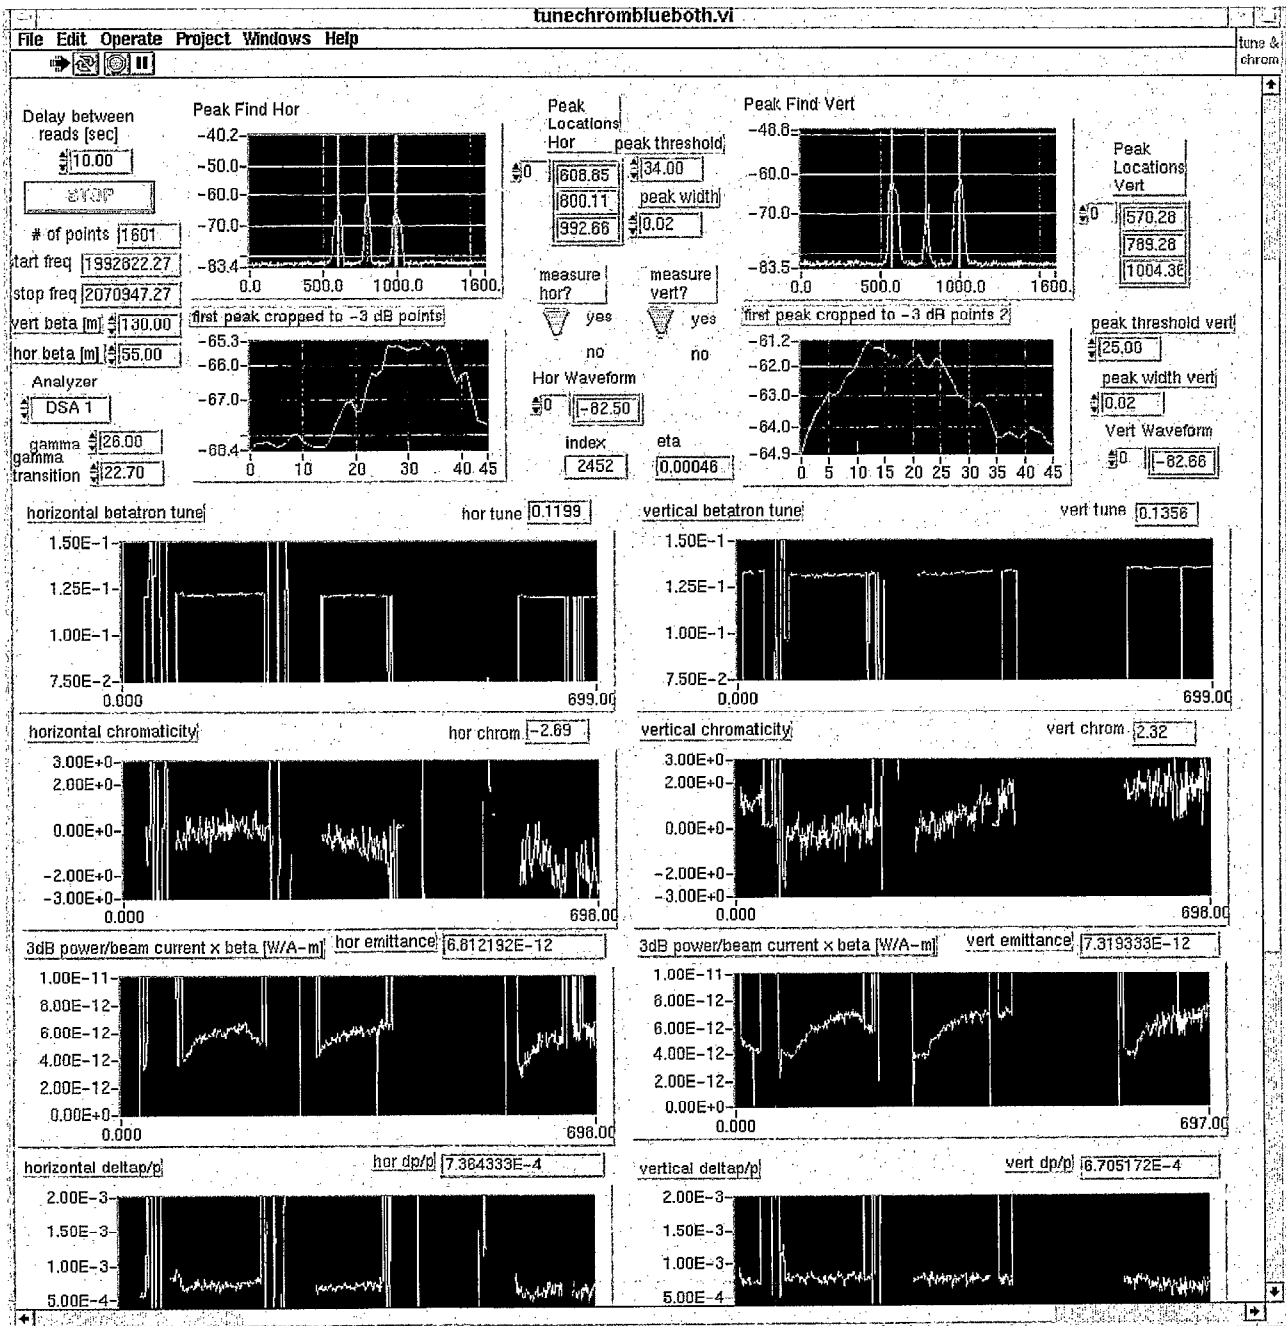 tunechromblueboth.vi
File Edit Operate Project Windows Help
tune &
chrom
Delay between
reads [sec]
10.00
STOP
# of points 1601
start freq 1992822.27
stop freq 2070947.27
vert beta [m] 130.00
hor beta [m] 55.00
Analyzer
DSA 1
gamma 26.00
gamma
transition 22.70
Peak Find Hor
-40.2
-50.0
-60.0
-70.0
-83.4
0.0 500.0 1000.0 1600.
first peak cropped to -3 dB points
-65.3
-66.0
-67.0
-68.4
0 10 20 30 40 45
Peak
Locations
Hor
0
608.85
800.11
992.66
peak threshold
34.00
peak width
0.02
measure
hor?
yes
no
measure
vert?
yes
no
Hor Waveform
0 -82.50
index
2452
eta
0.00046
Peak Find Vert
-48.8
-60.0
-70.0
-83.5
0.0 500.0 1000.0 1600.
first peak cropped to -3 dB points 2
-61.2
-62.0
-63.0
-64.0
-64.9
0 5 10 15 20 25 30 35 40 45
Peak
Locations
Vert
0
570.28
789.28
1004.36
peak threshold vert
25.00
peak width vert
0.02
Vert Waveform
0 -82.66
horizontal betatron tune
hor tune 0.1199
1.50E-1
1.25E-1
1.00E-1
7.50E-2
0.000 699.00
vertical betatron tune
vert tune 0.1356
1.50E-1
1.25E-1
1.00E-1
7.50E-2
0.000 699.00
horizontal chromaticity
hor chrom -2.69
3.00E+0
2.00E+0
0.00E+0
-2.00E+0
-3.00E+0
0.000 698.00
vertical chromaticity
vert chrom 2.32
3.00E+0
2.00E+0
0.00E+0
-2.00E+0
-3.00E+0
0.000 698.00
3dB power/beam current x beta [W/A-m]
hor emittance 6.812192E-12
1.00E-11
8.00E-12
6.00E-12
4.00E-12
2.00E-12
0.00E+0
0.000 698.00
3dB power/beam current x beta [W/A-m]
vert emittance 7.319333E-12
1.00E-11
8.00E-12
6.00E-12
4.00E-12
2.00E-12
0.00E+0
0.000 697.00
horizontal deltap/p
hor dp/p 7.364333E-4
2.00E-3
1.50E-3
1.00E-3
5.00E-4
vertical deltap/p
vert dp/p 6.705172E-4
2.00E-3
1.50E-3
1.00E-3
5.00E-4